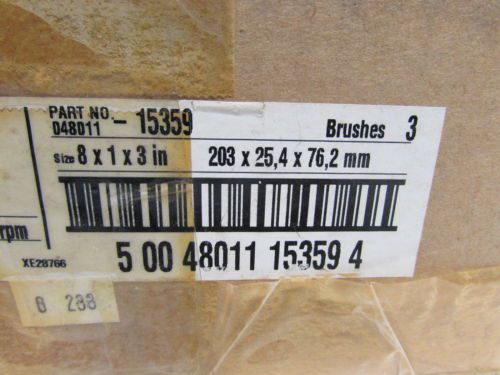 PART NO.
048011 - 15359 Brushes 3
Size 8 x 1 x 3 in 203 x 25,4 x 76,2 mm
rpm
XE28766
5 00 48011 15359 4
6 288